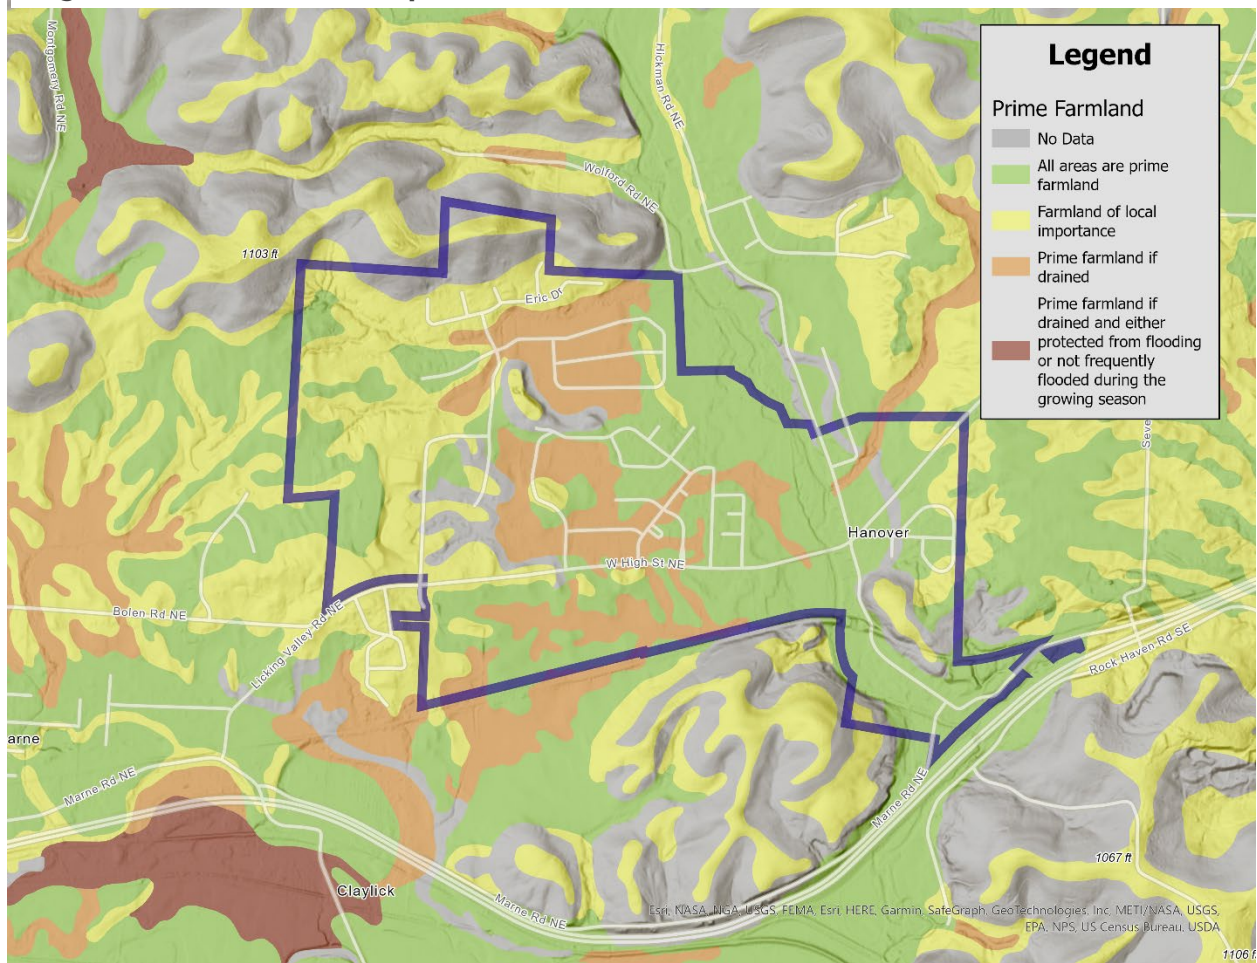 Legend
Prime Farmland
No Data
All areas are prime
farmland
Farmland of local
importance
Prime farmland if
drained
Prime farmland if
drained and either
protected from flooding
or not frequently
flooded during the
growing season
Montgomery Rd NE
Hickman Rd NE
Wolford Rd NE
1103 ft
Eric Dr
Hanover
W High St NE
Bolen Rd NE
Licking Valley Rd NE
Rock Haven Rd SE
Seve
arne
Marne Rd NE
Marne Rd NE
Claylick
Marne Rd NE
1067 ft
Esri, NASA, NGA, USGS, FEMA, Esri, HERE, Garmin, SafeGraph, GeoTechnologies, Inc, METI/NASA, USGS,
EPA, NPS, US Census Bureau, USDA
1106 f